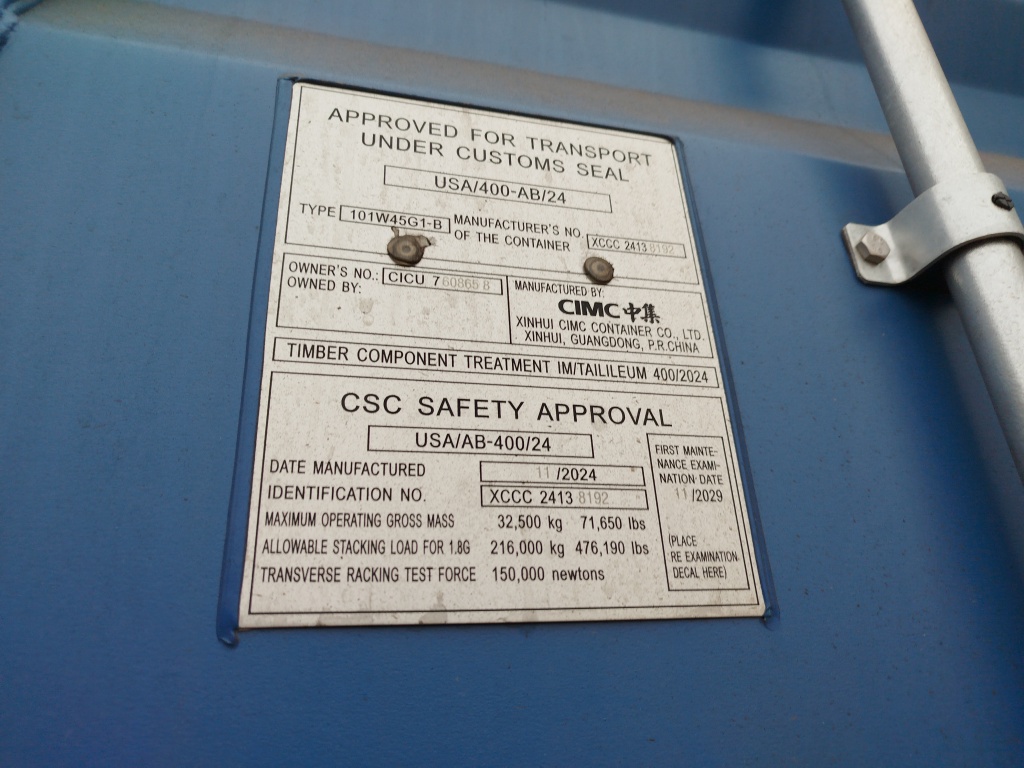 APPROVED FOR TRANSPORT
UNDER CUSTOMS SEAL
USA/400-AB/24
TYPE 101W45G1-B MANUFACTURER'S NO.
OF THE CONTAINER XCCC 2413 8192
OWNER'S NO.: CICU 760865 8
OWNED BY:
MANUFACTURED BY:
CIMC 中集
XINHUI CIMC CONTAINER CO., LTD.
XINHUI, GUANGDONG, P.R.CHINA
TIMBER COMPONENT TREATMENT IM/TAILILEUM 400/2024
CSC SAFETY APPROVAL
USA/AB-400/24
DATE MANUFACTURED 11 /2024
IDENTIFICATION NO. XCCC 2413 8192
MAXIMUM OPERATING GROSS MASS 32,500 kg 71,650 lbs
ALLOWABLE STACKING LOAD FOR 1.8G 216,000 kg 476,190 lbs
TRANSVERSE RACKING TEST FORCE 150,000 newtons
FIRST MAINTE-
NANCE EXAMI-
NATION DATE
11 /2029
(PLACE
RE EXAMINATION
DECAL HERE)